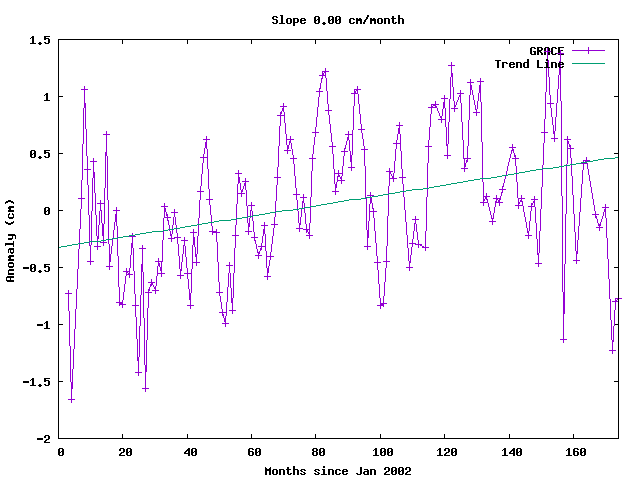 Slope 0.00 cm/month
GRACE
Trend Line
1.5
1
0.5
0
-0.5
-1
-1.5
-2
Anomaly (cm)
0 20 40 60 80 100 120 140 160
Months since Jan 2002